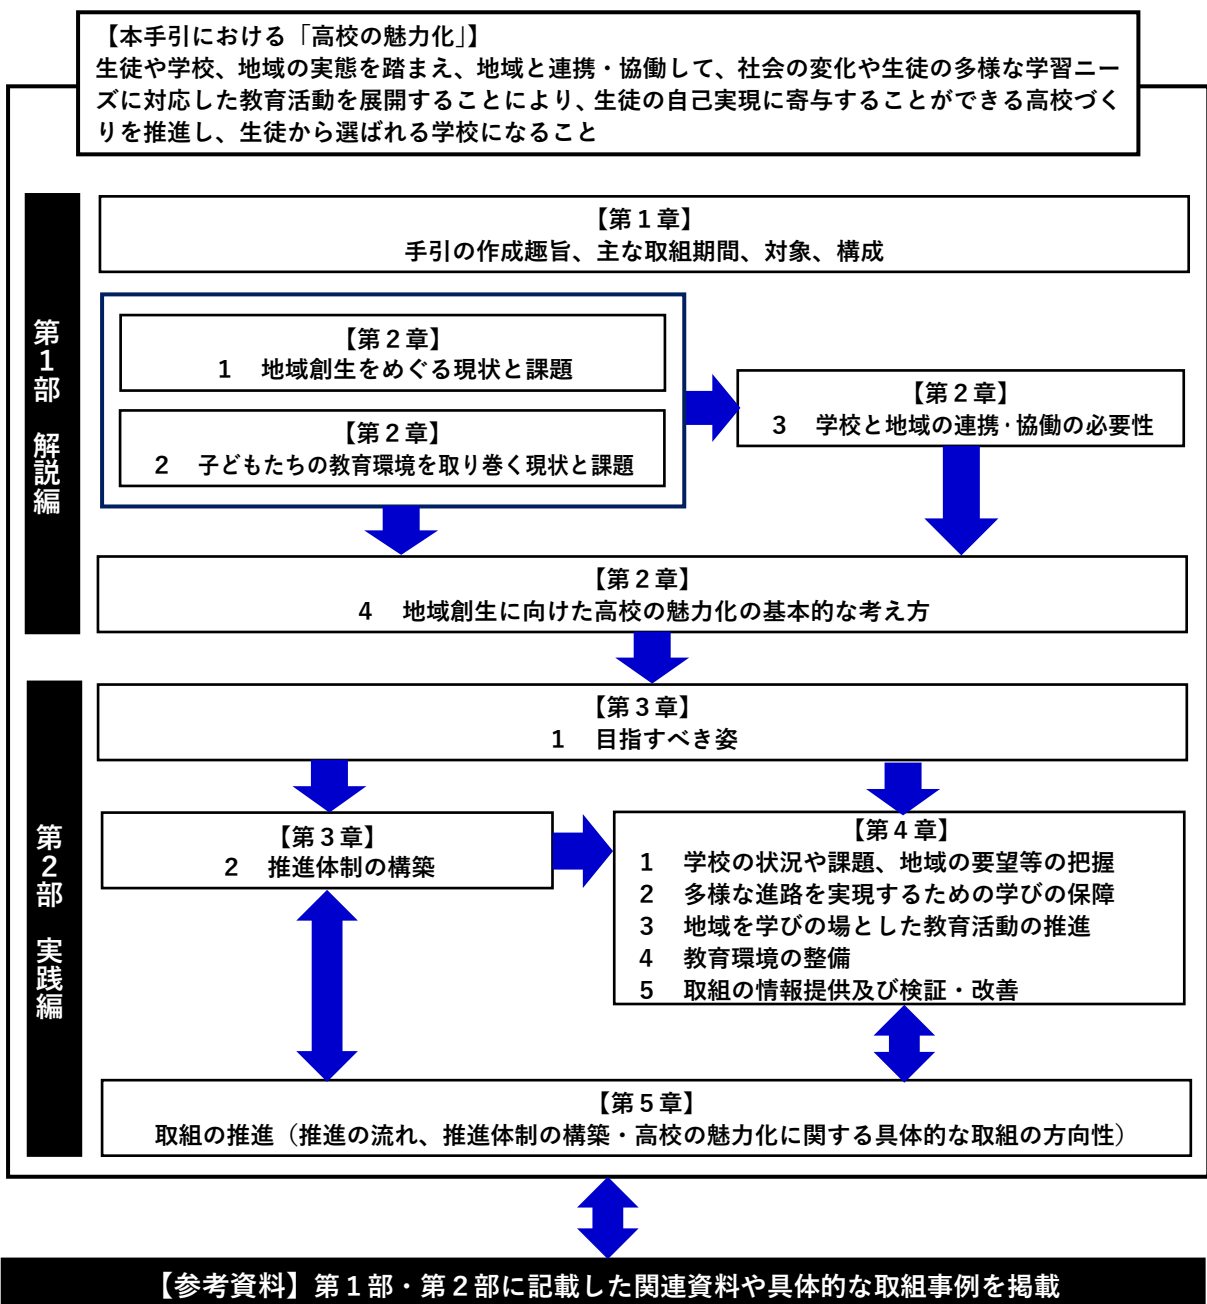 【本手引における「高校の魅力化」】
生徒や学校、地域の実態を踏まえ、地域と連携・協働して、社会の変化や生徒の多様な学習ニー
ズに対応した教育活動を展開することにより、生徒の自己実現に寄与することができる高校づく
りを推進し、生徒から選ばれる学校になること
第1部 解説編
【第１章】
手引の作成趣旨、主な取組期間、対象、構成
【第２章】
1 地域創生をめぐる現状と課題
【第２章】
2 子どもたちの教育環境を取り巻く現状と課題
【第２章】
3 学校と地域の連携・協働の必要性
【第２章】
4 地域創生に向けた高校の魅力化の基本的な考え方
第2部 実践編
【第３章】
1 目指すべき姿
【第３章】
2 推進体制の構築
【第４章】
1 学校の状況や課題、地域の要望等の把握
2 多様な進路を実現するための学びの保障
3 地域を学びの場とした教育活動の推進
4 教育環境の整備
5 取組の情報提供及び検証・改善
【第５章】
取組の推進（推進の流れ、推進体制の構築・高校の魅力化に関する具体的な取組の方向性）
【参考資料】第１部・第２部に記載した関連資料や具体的な取組事例を掲載